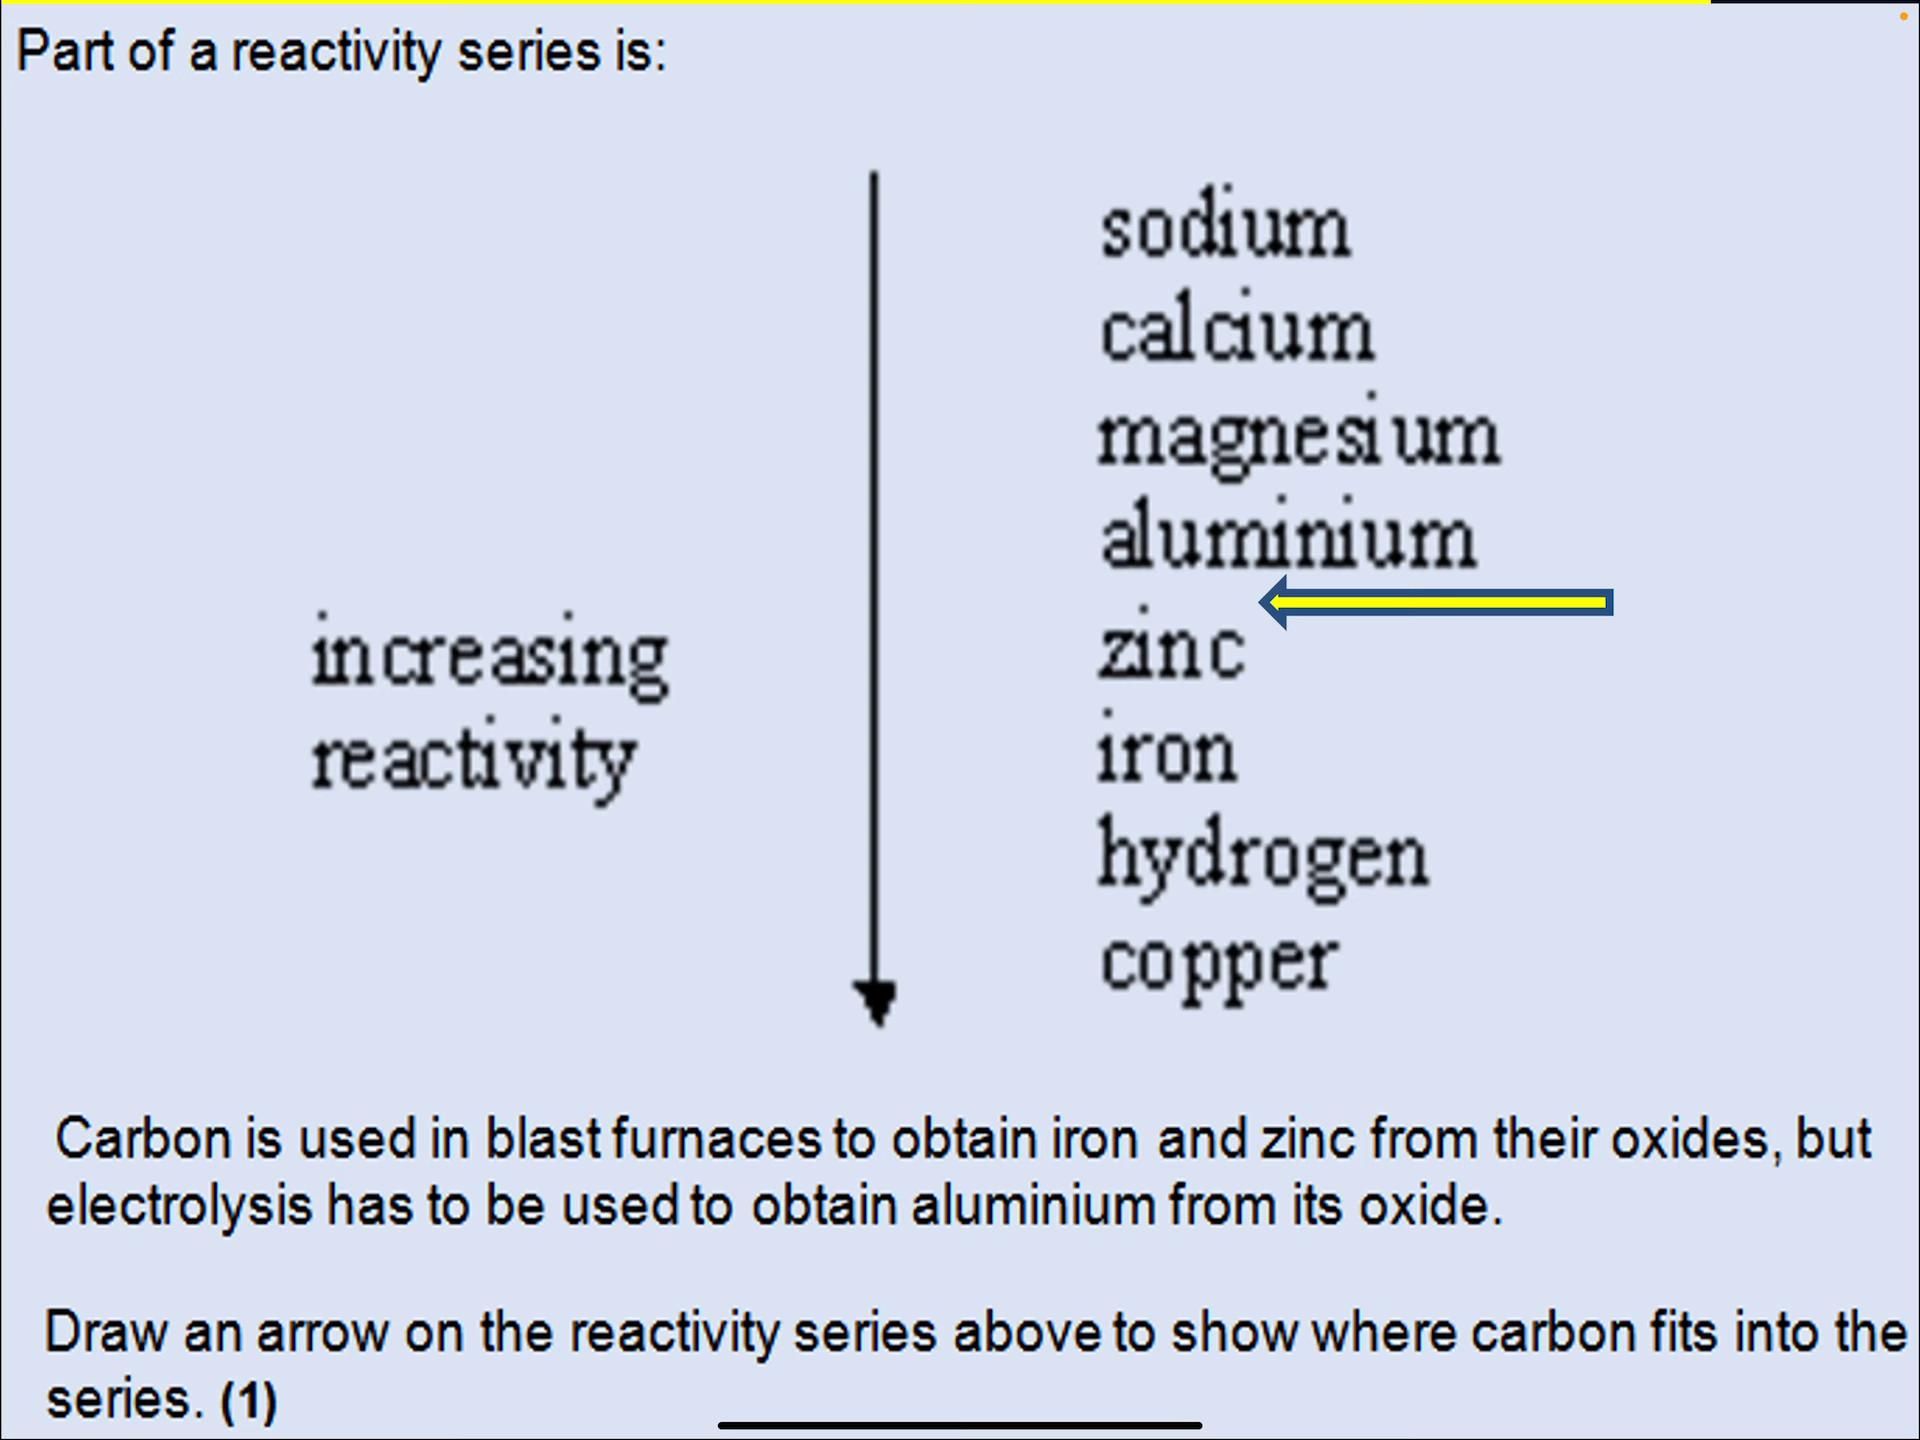 Part of a reactivity series is:
sodium
calcium
magnesium
aluminium
zinc
iron
hydrogen
copper
increasing
reactivity
Carbon is used in blast furnaces to obtain iron and zinc from their oxides, but
electrolysis has to be used to obtain aluminium from its oxide.
Draw an arrow on the reactivity series above to show where carbon fits into the
series. (1)